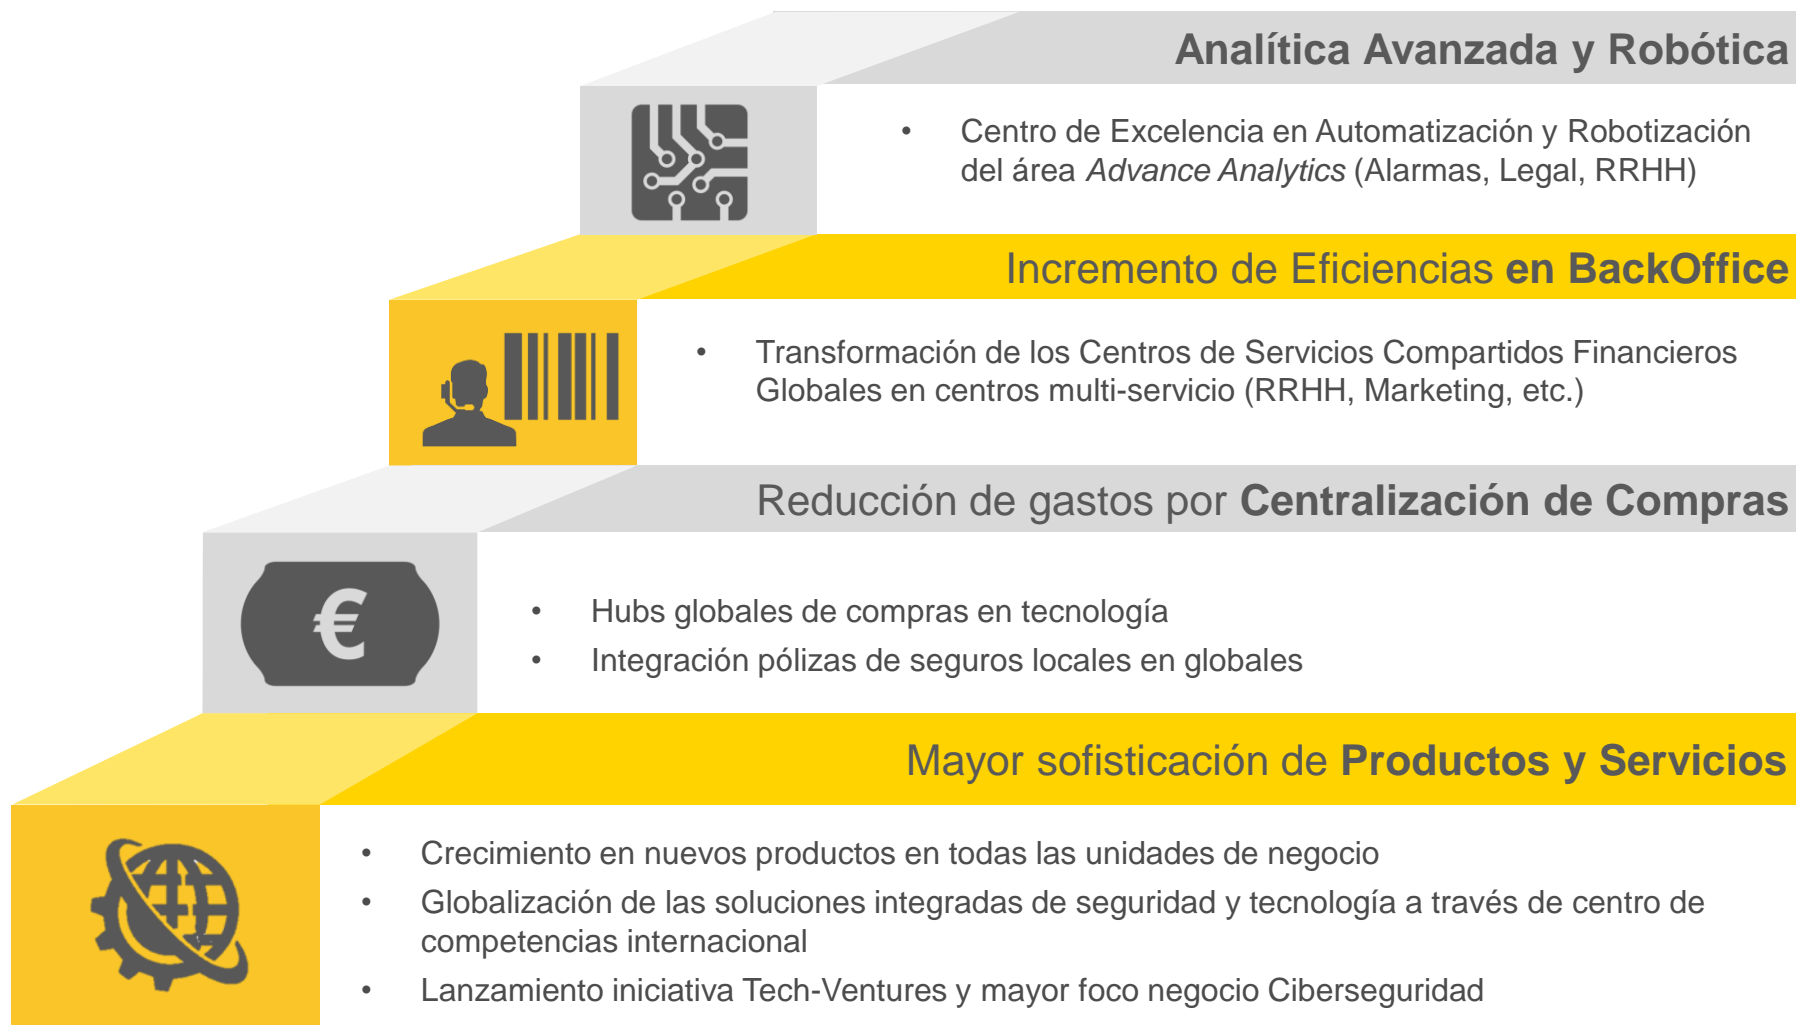 Analítica Avanzada y Robótica
• Centro de Excelencia en Automatización y Robotización
del área Advance Analytics (Alarmas, Legal, RRHH)
Incremento de Eficiencias en BackOffice
• Transformación de los Centros de Servicios Compartidos Financieros
Globales en centros multi-servicio (RRHH, Marketing, etc.)
Reducción de gastos por Centralización de Compras
€
• Hubs globales de compras en tecnología
• Integración pólizas de seguros locales en globales
Mayor sofisticación de Productos y Servicios
• Crecimiento en nuevos productos en todas las unidades de negocio
• Globalización de las soluciones integradas de seguridad y tecnología a través de centro de
competencias internacional
• Lanzamiento iniciativa Tech-Ventures y mayor foco negocio Ciberseguridad